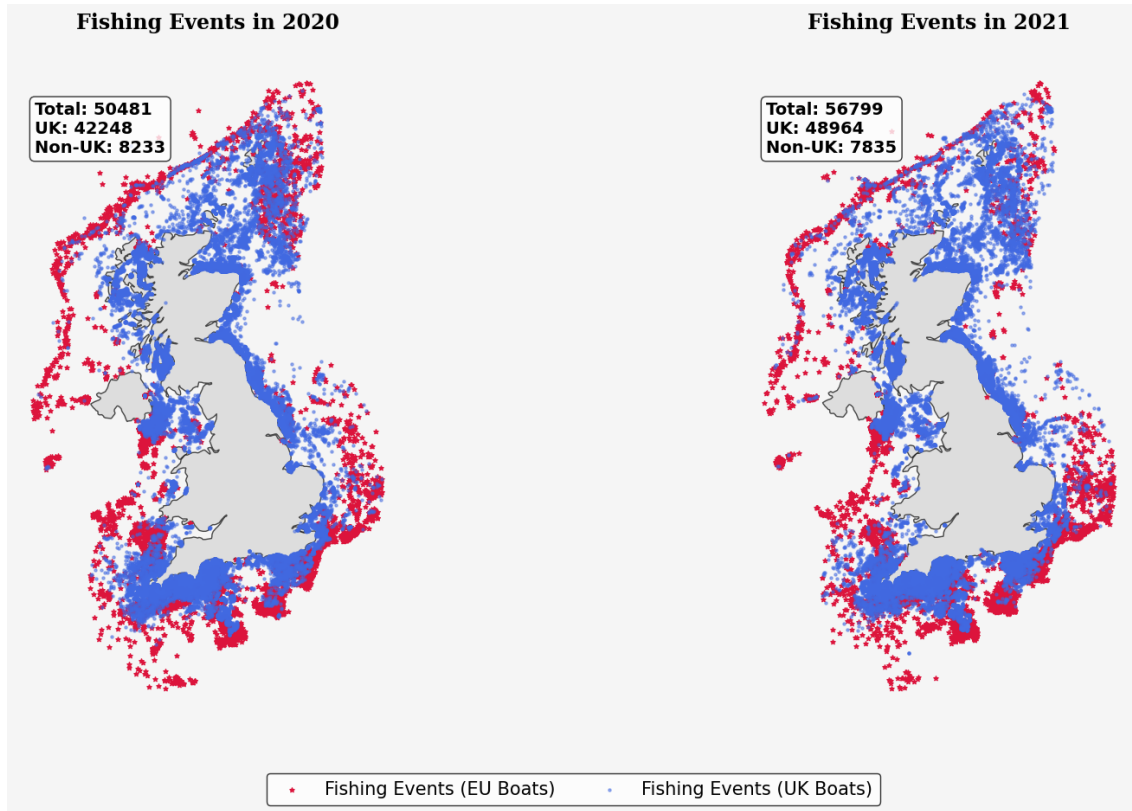 Fishing Events in 2020
Fishing Events in 2021
Total: 50481
UK: 42248
Non-UK: 8233
Total: 56799
UK: 48964
Non-UK: 7835
Fishing Events (EU Boats)
Fishing Events (UK Boats)